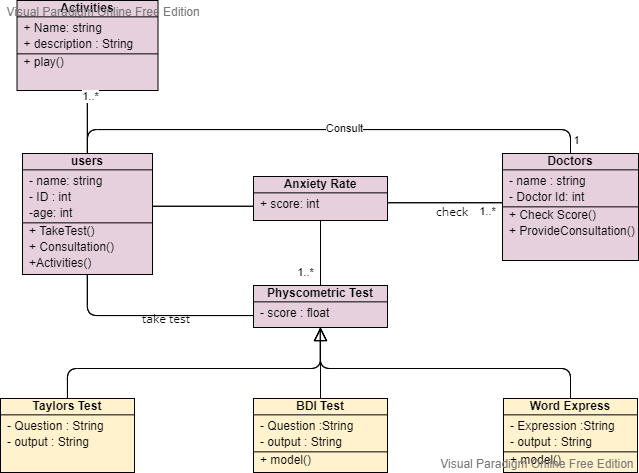 Activities
Visual Paradigm Online Free Edition
+ Name: string
+ description : String
+ play()
1..*
Consult
1
users
- name: string
- ID : int
-age: int
+ TakeTest()
+ Consultation()
+Activities()
Anxiety Rate
+ score: int
Doctors
- name : string
- Doctor Id: int
+ Check Score()
+ ProvideConsultation()
check
1..*
1..*
Physcometric Test
- score : float
take test
Taylors Test
- Question : String
- output : String
BDI Test
- Question :String
- output : String
+ model()
Word Express
- Expression :String
- output : String
+ model()
Visual Paradigm Online Free Edition